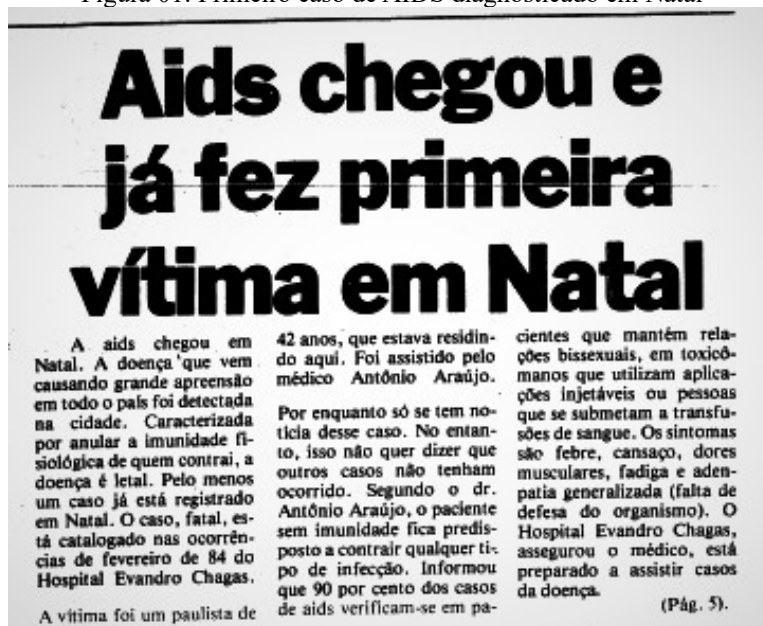 Figura 01: Primeiro caso de AIDS diagnosticado em Natal
Aids chegou e
já fez primeira
vítima em Natal
A aids chegou em
Natal. A doença que vem
causando grande apreensão
em todo o país foi detectada
na cidade. Caracterizada
por anular a imunidade fi-
siológica de quem contrai, a
doença é letal. Pelo menos
um caso já está registrado
em Natal. O caso, fatal, es-
tá catalogado nas ocorrên-
cias de fevereiro de 84 do
Hospital Evandro Chagas.
A vítima foi um paulista de
42 anos, que estava residin-
do aqui. Foi assistido pelo
médico Antônio Araújo.
Por enquanto só se tem no-
tícia desse caso. No entan-
to, isso não quer dizer que
outros casos não tenham
ocorrido. Segundo o dr.
Antônio Araújo, o paciente
sem imunidade fica predis-
posto a contrair qualquer ti-
po de infecção. Informou
que 90 por cento dos casos
de aids verificam-se em pa-
cientes que mantém rela-
ções bissexuais, em toxicô-
manos que utilizam aplica-
ções injetáveis ou pessoas
que se submetam a transfu-
sões de sangue. Os sintomas
são febre, cansaço, dores
musculares, fadiga e aden-
patia generalizada (falta de
defesa do organismo). O
Hospital Evandro Chagas,
assegurou o médico, está
preparado a assistir casos
da doença.
(Pág. 5).